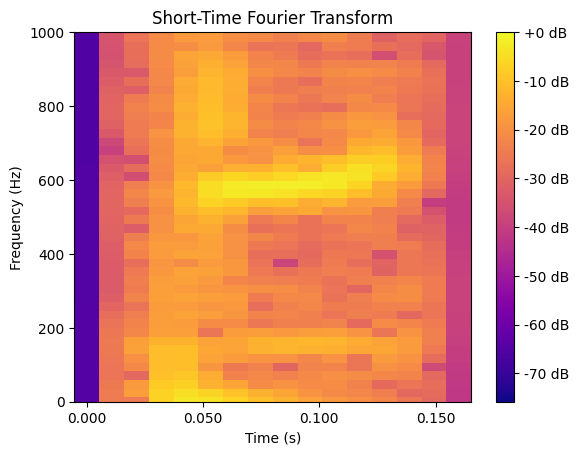 Short-Time Fourier Transform
1000
800
600
400
200
0
Frequency (Hz)
0.000
0.050
0.100
0.150
Time (s)
+0 dB
-10 dB
-20 dB
-30 dB
-40 dB
-50 dB
-60 dB
-70 dB